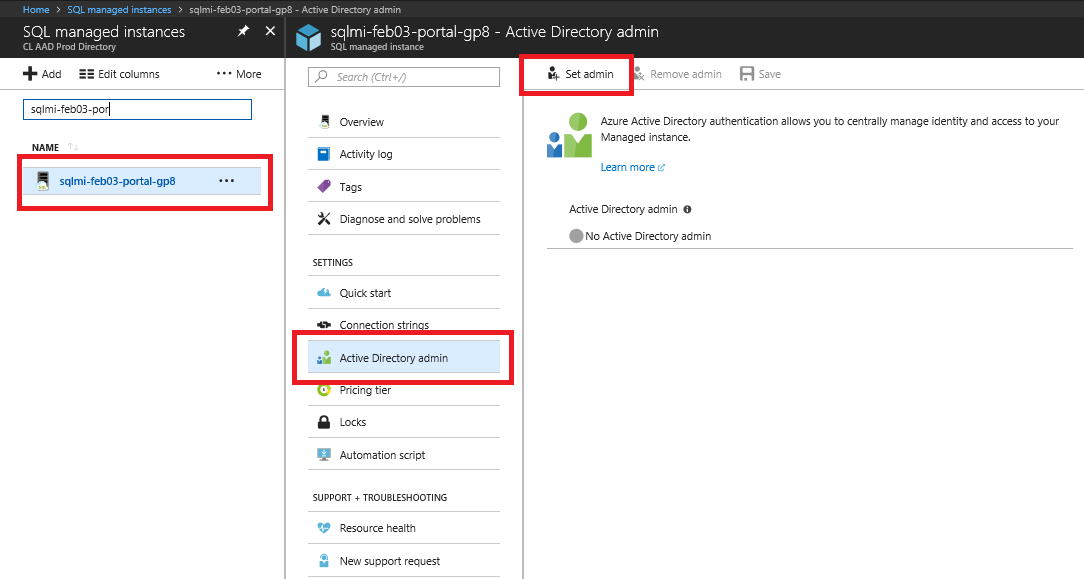 Home > SQL managed instances > sqlmi-feb03-portal-gp8 - Active Directory admin
SQL managed instances
CL AAD Prod Directory
Add Edit columns ••• More
sqlmi-feb03-por
NAME
sqlmi-feb03-portal-gp8 •••
sqlmi-feb03-portal-gp8 - Active Directory admin
SQL managed instance
Search (Ctrl+/)
Overview
Activity log
Tags
Diagnose and solve problems
SETTINGS
Quick start
Connection strings
Active Directory admin
Pricing tier
Locks
Automation script
SUPPORT + TROUBLESHOOTING
Resource health
New support request
Set admin Remove admin Save
Azure Active Directory authentication allows you to centrally manage identity and access to your
Managed instance.
Learn more
Active Directory admin
No Active Directory admin